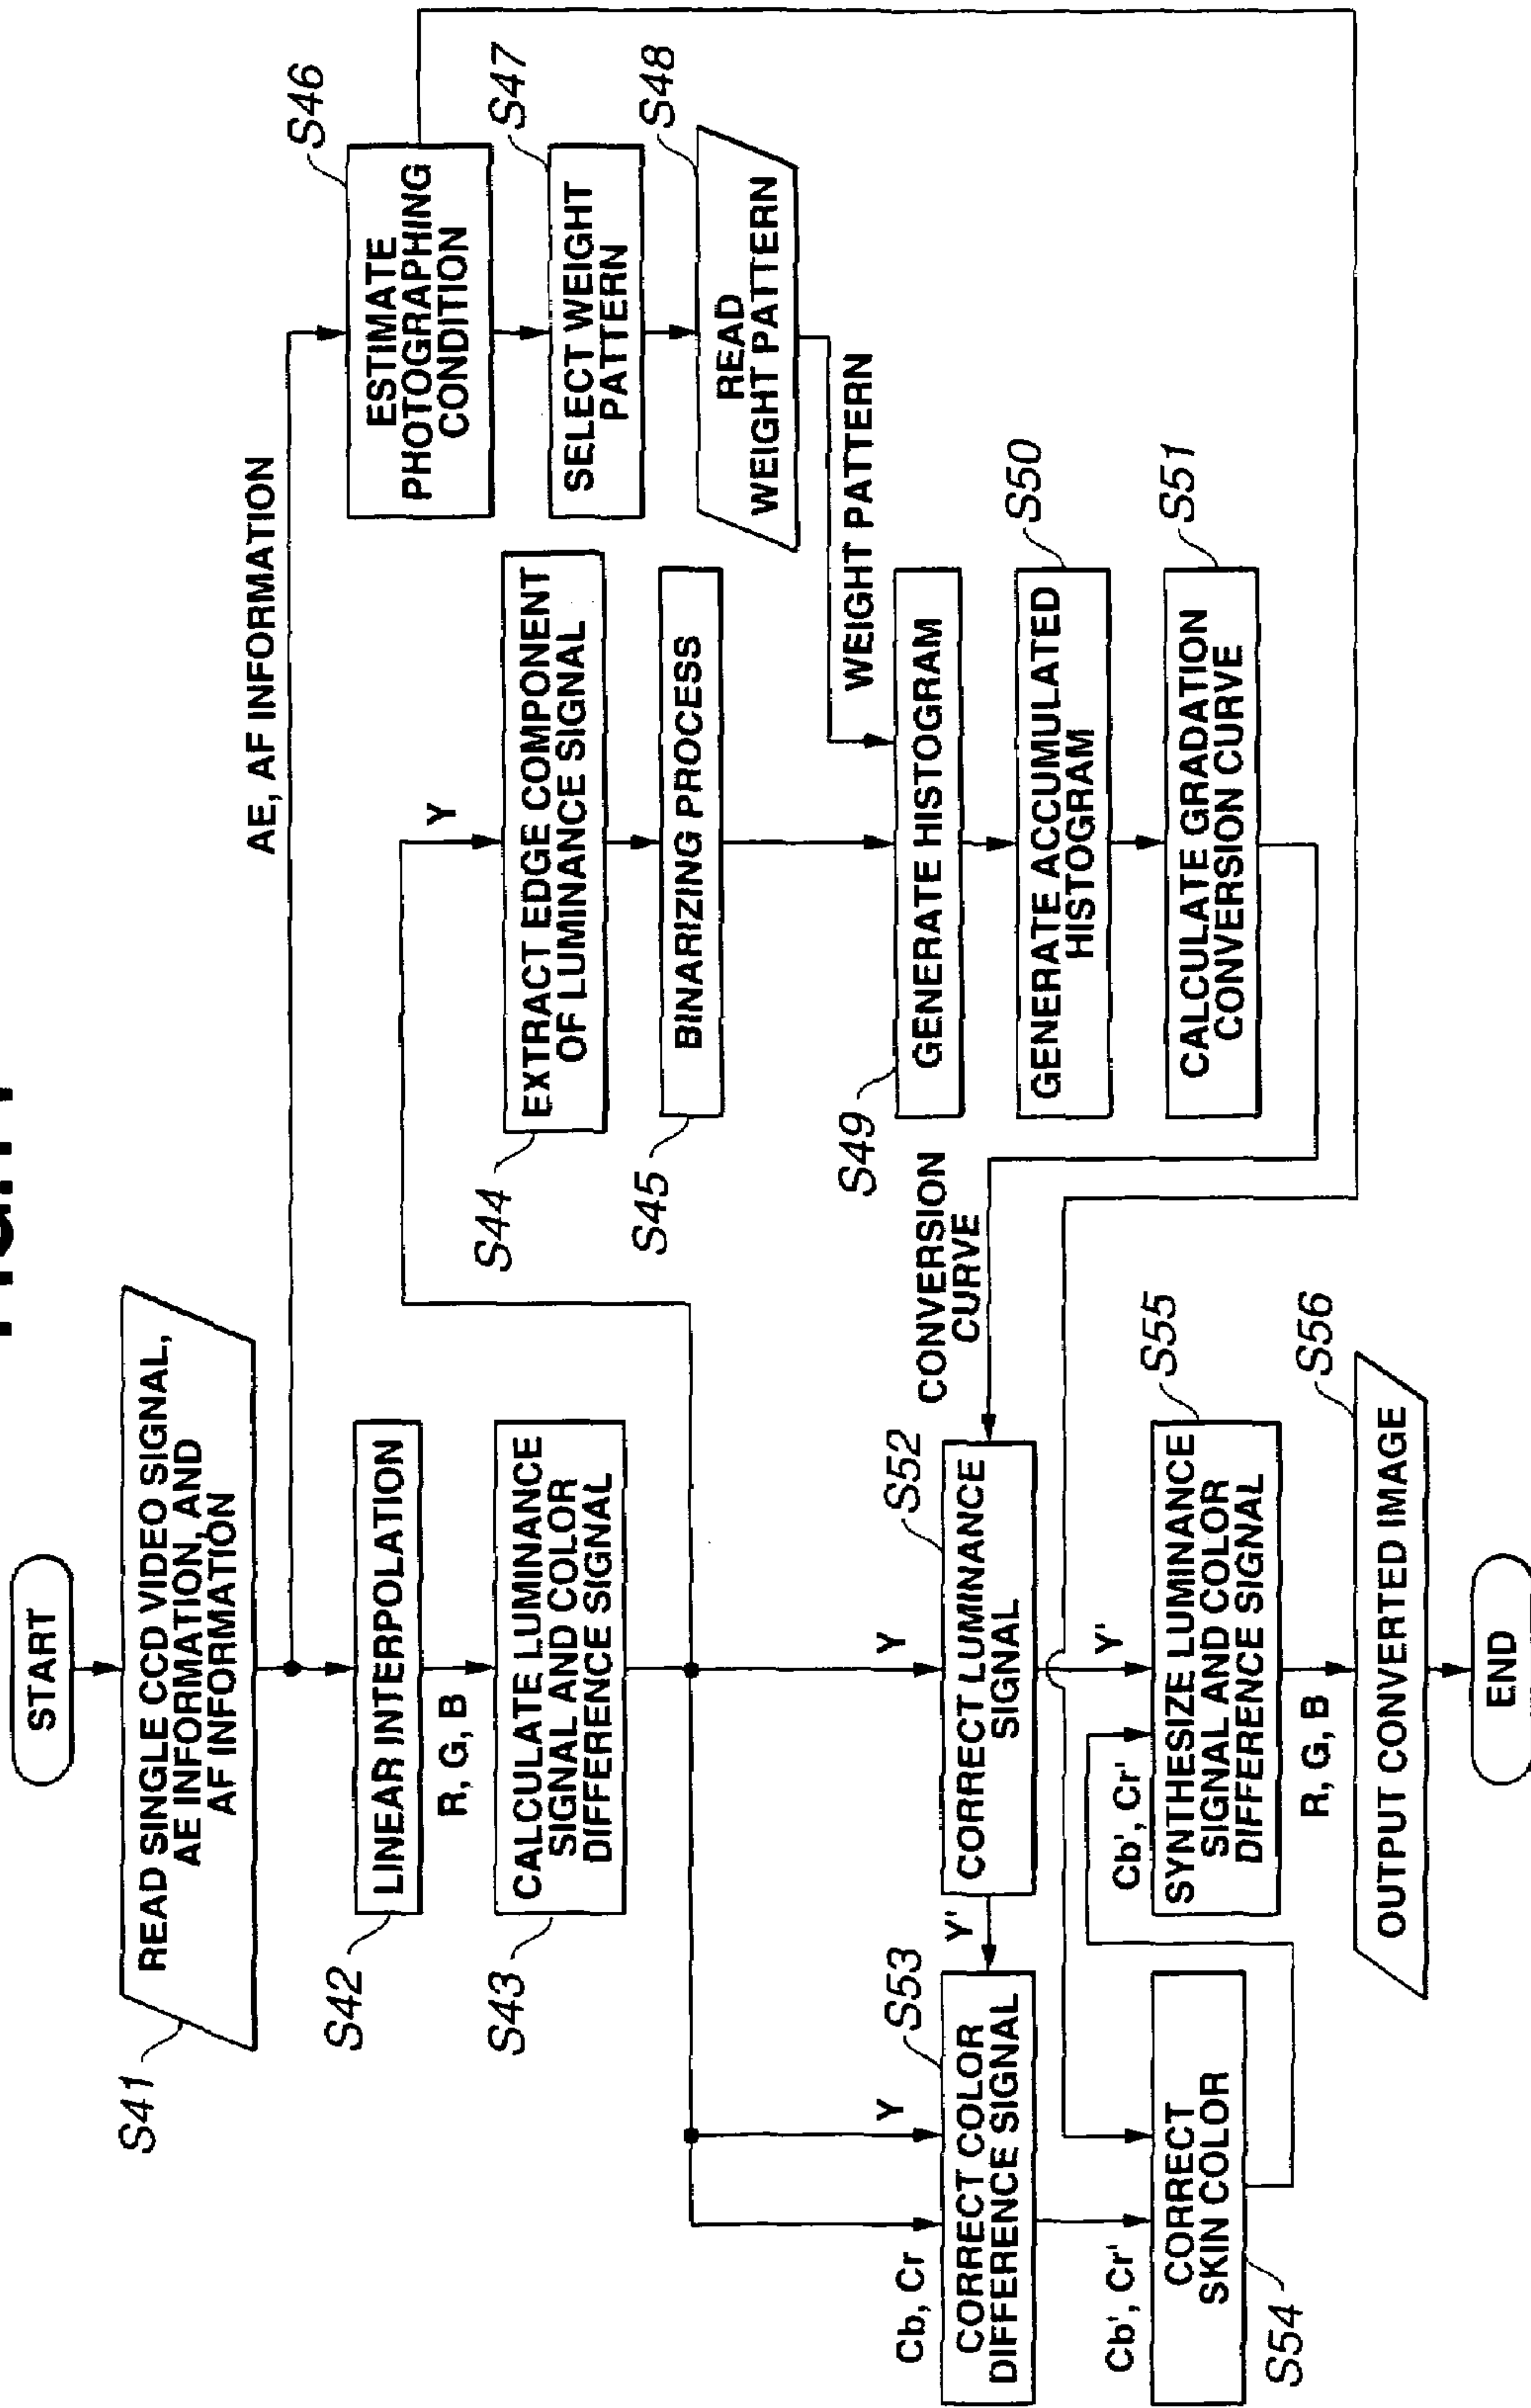 START
READ SINGLE CCD VIDEO SIGNAL,
AE INFORMATION, AND
AF INFORMATION
S41
AE, AF INFORMATION
LINEAR INTERPOLATION
S42
R, G, B
CALCULATE LUMINANCE
SIGNAL AND COLOR
DIFFERENCE SIGNAL
S43
Y
EXTRACT EDGE COMPONENT
OF LUMINANCE SIGNAL
S44
BINARIZING PROCESS
S45
ESTIMATE
PHOTOGRAPHING
CONDITION
S46
SELECT WEIGHT
PATTERN
S47
READ
WEIGHT PATTERN
S48
WEIGHT PATTERN
GENERATE HISTOGRAM
S49
GENERATE ACCUMULATED
HISTOGRAM
S50
CALCULATE GRADATION
CONVERSION CURVE
S51
CONVERSION
CURVE
Y
CORRECT LUMINANCE
SIGNAL
S52
Y'
Cb, Cr
Y
CORRECT COLOR
DIFFERENCE SIGNAL
S53
Cb', Cr'
CORRECT
SKIN COLOR
S54
Cb', Cr'
Y'
SYNTHESIZE LUMINANCE
SIGNAL AND COLOR
DIFFERENCE SIGNAL
S55
R, G, B
OUTPUT CONVERTED IMAGE
S56
END